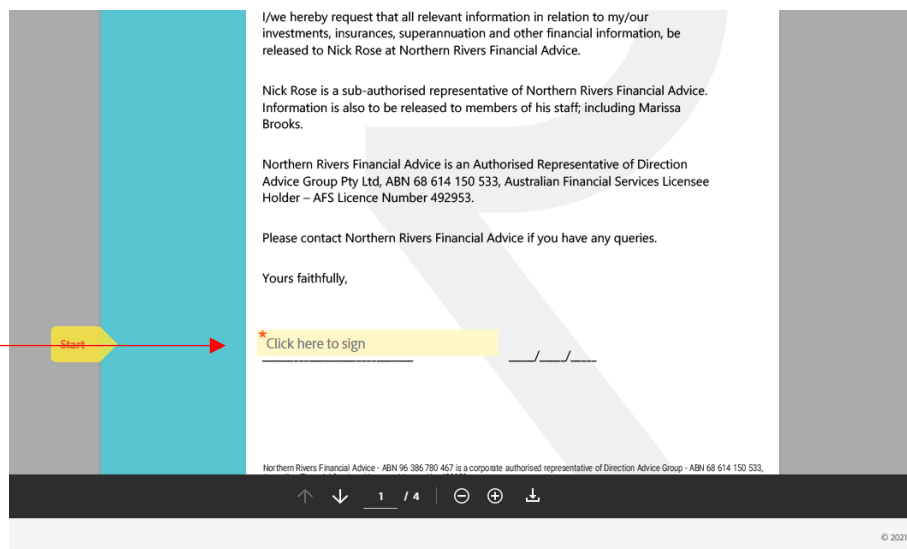 I/we hereby request that all relevant information in relation to my/our
investments, insurances, superannuation and other financial information, be
released to Nick Rose at Northern Rivers Financial Advice.
Nick Rose is a sub-authorised representative of Northern Rivers Financial Advice.
Information is also to be released to members of his staff; including Marissa
Brooks.
Northern Rivers Financial Advice is an Authorised Representative of Direction
Advice Group Pty Ltd, ABN 68 614 150 533, Australian Financial Services Licensee
Holder – AFS Licence Number 492953.
Please contact Northern Rivers Financial Advice if you have any queries.
Yours faithfully,
Start
* Click here to sign
____/____/____
Northern Rivers Financial Advice - ABN 96 386 780 467 is a corporate authorised representative of Direction Advice Group - ABN 68 614 150 533,
1 / 4
© 2021